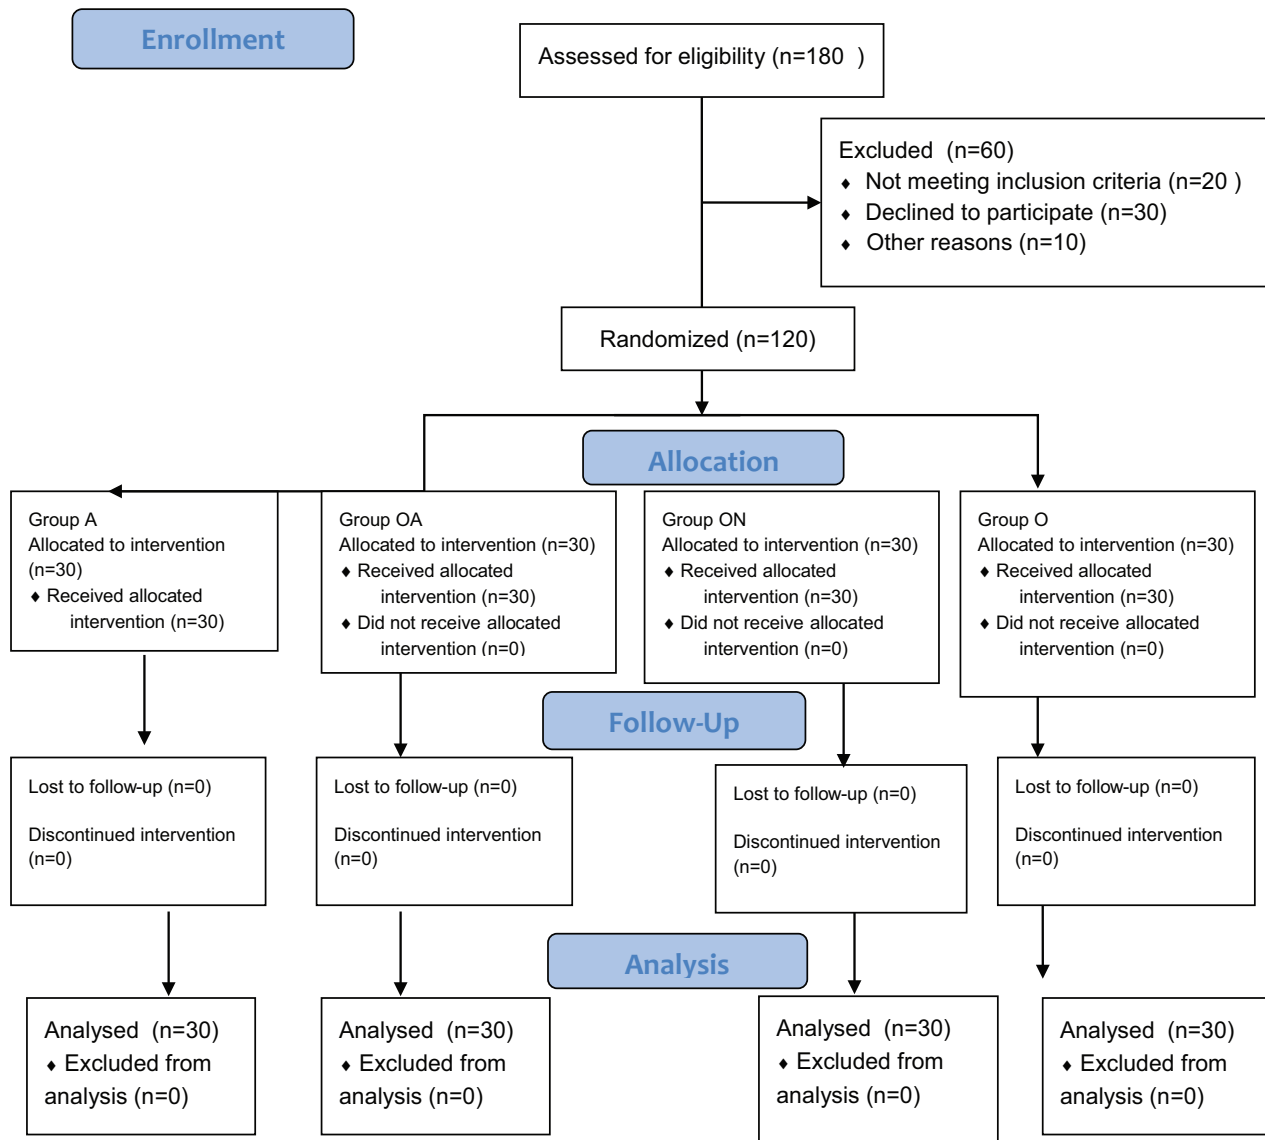 Enrollment
Assessed for eligibility (n=180  )
Excluded  (n=60)
♦ Not meeting inclusion criteria (n=20 )
♦ Declined to participate (n=30)
♦ Other reasons (n=10)
Randomized (n=120)
Allocation
Group A
Allocated to intervention
(n=30)
♦ Received allocated
intervention (n=30)
Group OA
Allocated to intervention (n=30)
♦ Received allocated
intervention (n=30)
♦ Did not receive allocated
intervention (n=0)
Group ON
Allocated to intervention (n=30)
♦ Received allocated
intervention (n=30)
♦ Did not receive allocated
intervention (n=0)
Group O
Allocated to intervention (n=30)
♦ Received allocated
intervention (n=30)
♦ Did not receive allocated
intervention (n=0)
Follow-Up
Lost to follow-up (n=0)
Discontinued intervention
(n=0)
Lost to follow-up (n=0)
Discontinued intervention
(n=0)
Lost to follow-up (n=0)
Discontinued intervention
(n=0)
Lost to follow-up (n=0)
Discontinued intervention
(n=0)
Analysis
Analysed  (n=30)
♦ Excluded from
analysis (n=0)
Analysed  (n=30)
♦ Excluded from
analysis (n=0)
Analysed  (n=30)
♦ Excluded from
analysis (n=0)
Analysed  (n=30)
♦ Excluded from
analysis (n=0)